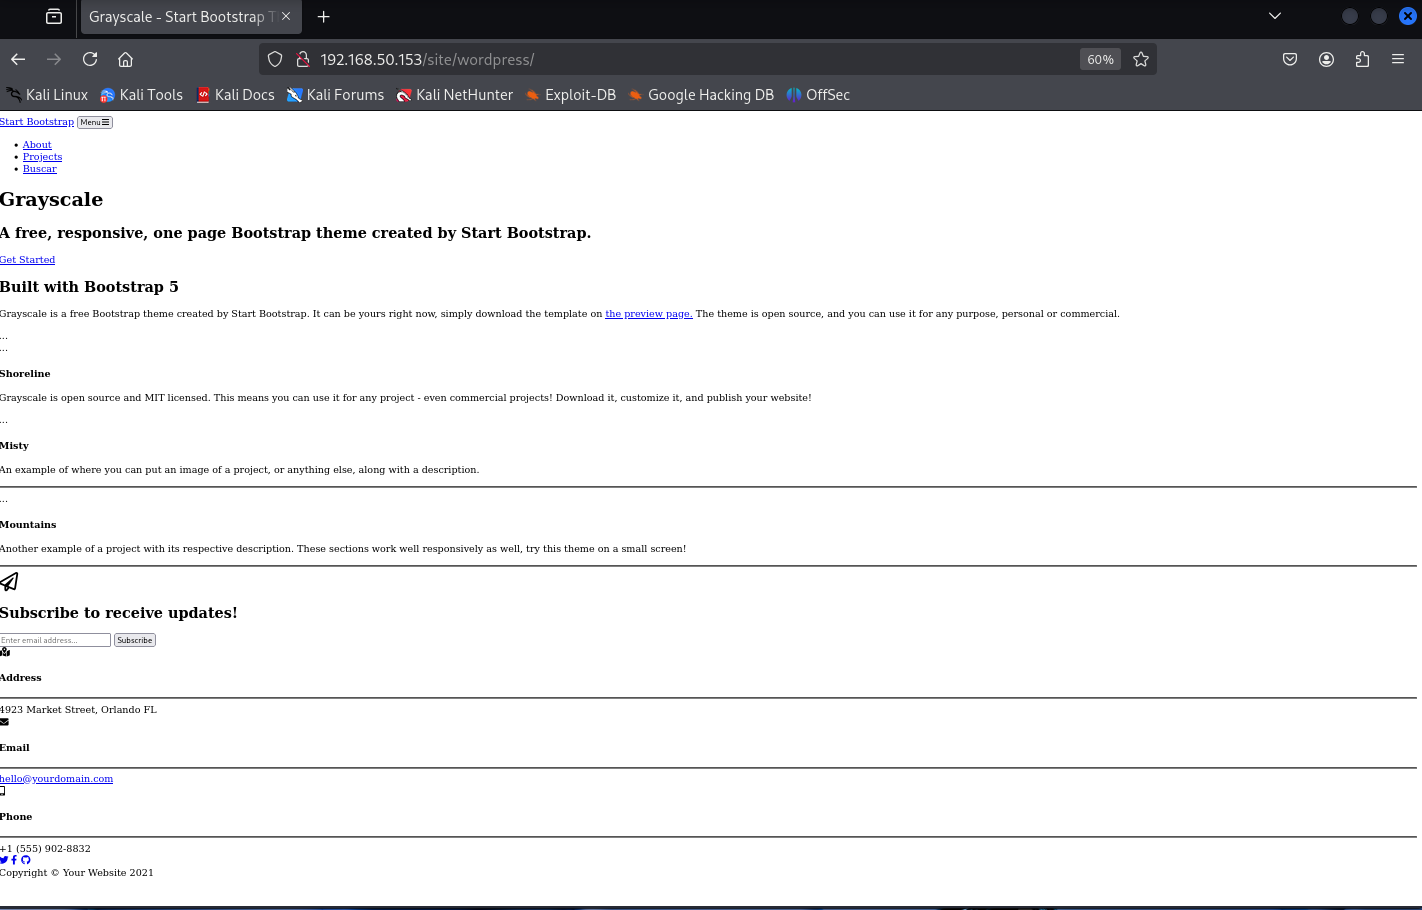 Grayscale - Start Bootstrap T
192.168.50.153/site/wordpress/
60%
Kali Linux
Kali Tools
Kali Docs
Kali Forums
Kali NetHunter
Exploit-DB
Google Hacking DB
OffSec
Start Bootstrap Menu
About
Projects
Buscar
Grayscale
A free, responsive, one page Bootstrap theme created by Start Bootstrap.
Get Started
Built with Bootstrap 5
Grayscale is a free Bootstrap theme created by Start Bootstrap. It can be yours right now, simply download the template on the preview page. The theme is open source, and you can use it for any purpose, personal or commercial.
...
...
Shoreline
Grayscale is open source and MIT licensed. This means you can use it for any project - even commercial projects! Download it, customize it, and publish your website!
...
Misty
An example of where you can put an image of a project, or anything else, along with a description.
...
Mountains
Another example of a project with its respective description. These sections work well responsively as well, try this theme on a small screen!
Subscribe to receive updates!
Enter email address... Subscribe
Address
4923 Market Street, Orlando FL
Email
hello@yourdomain.com
Phone
+1 (555) 902-8832
Copyright © Your Website 2021